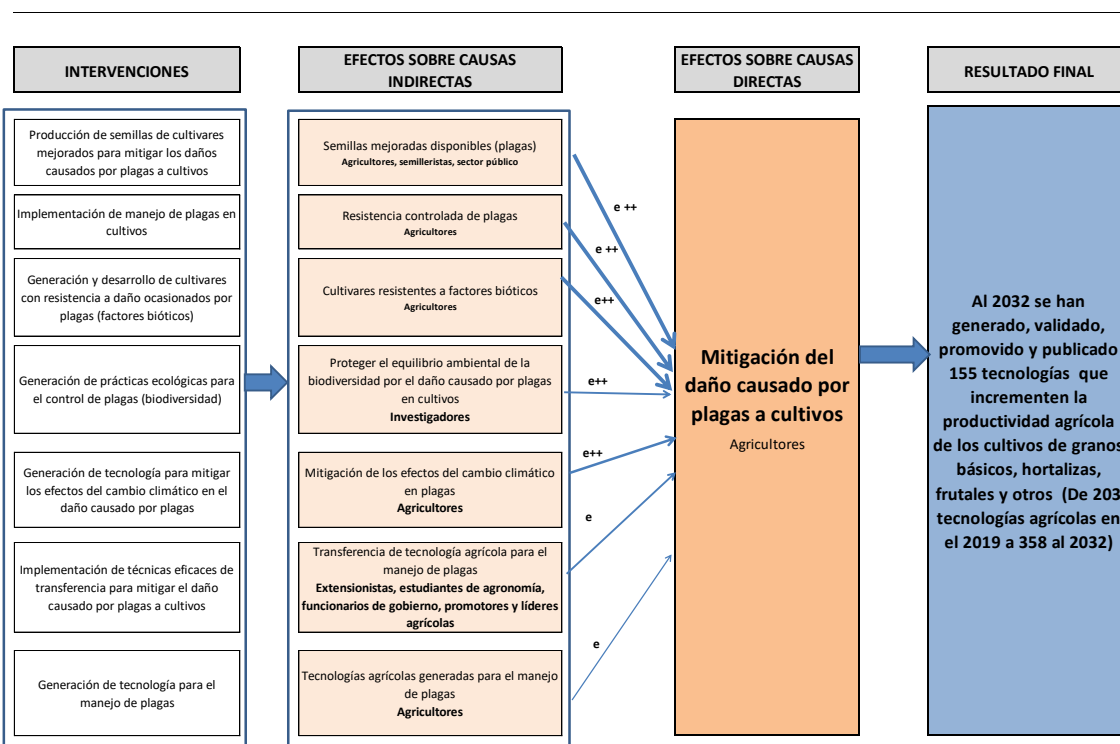 INTERVENCIONES
Producción de semillas de cultivares
mejorados para mitigar los daños
causados por plagas a cultivos
Implementación de manejo de plagas en
cultivos
Generación y desarrollo de cultivares
con resistencia a daño ocasionados por
plagas (factores bióticos)
Generación de prácticas ecológicas para
el control de plagas (biodiversidad)
Generación de tecnología para mitigar
los efectos del cambio climático en el
daño causado por plagas
Implementación de técnicas eficaces de
transferencia para mitigar el daño
causado por plagas a cultivos
Generación de tecnología para el
manejo de plagas
EFECTOS SOBRE CAUSAS
INDIRECTAS
Semillas mejoradas disponibles (plagas)
Agricultores, semilleristas, sector público
Resistencia controlada de plagas
Agricultores
Cultivares resistentes a factores bióticos
Agricultores
Proteger el equilibrio ambiental de la
biodiversidad por el daño causado por plagas
en cultivos
Investigadores
Mitigación de los efectos del cambio climático
en plagas
Agricultores
Transferencia de tecnología agrícola para el
manejo de plagas
Extensionistas, estudiantes de agronomía,
funcionarios de gobierno, promotores y líderes
agrícolas
Tecnologías agrícolas generadas para el manejo
de plagas
Agricultores
e ++
e ++
e++
e++
e++
e
e
EFECTOS SOBRE CAUSAS
DIRECTAS
Mitigación del
daño causado por
plagas a cultivos
Agricultores
RESULTADO FINAL
Al 2032 se han
generado, validado,
promovido y publicado
155 tecnologías que
incrementen la
productividad agrícola
de los cultivos de granos
básicos, hortalizas,
frutales y otros (De 203
tecnologías agrícolas en
el 2019 a 358 al 2032)